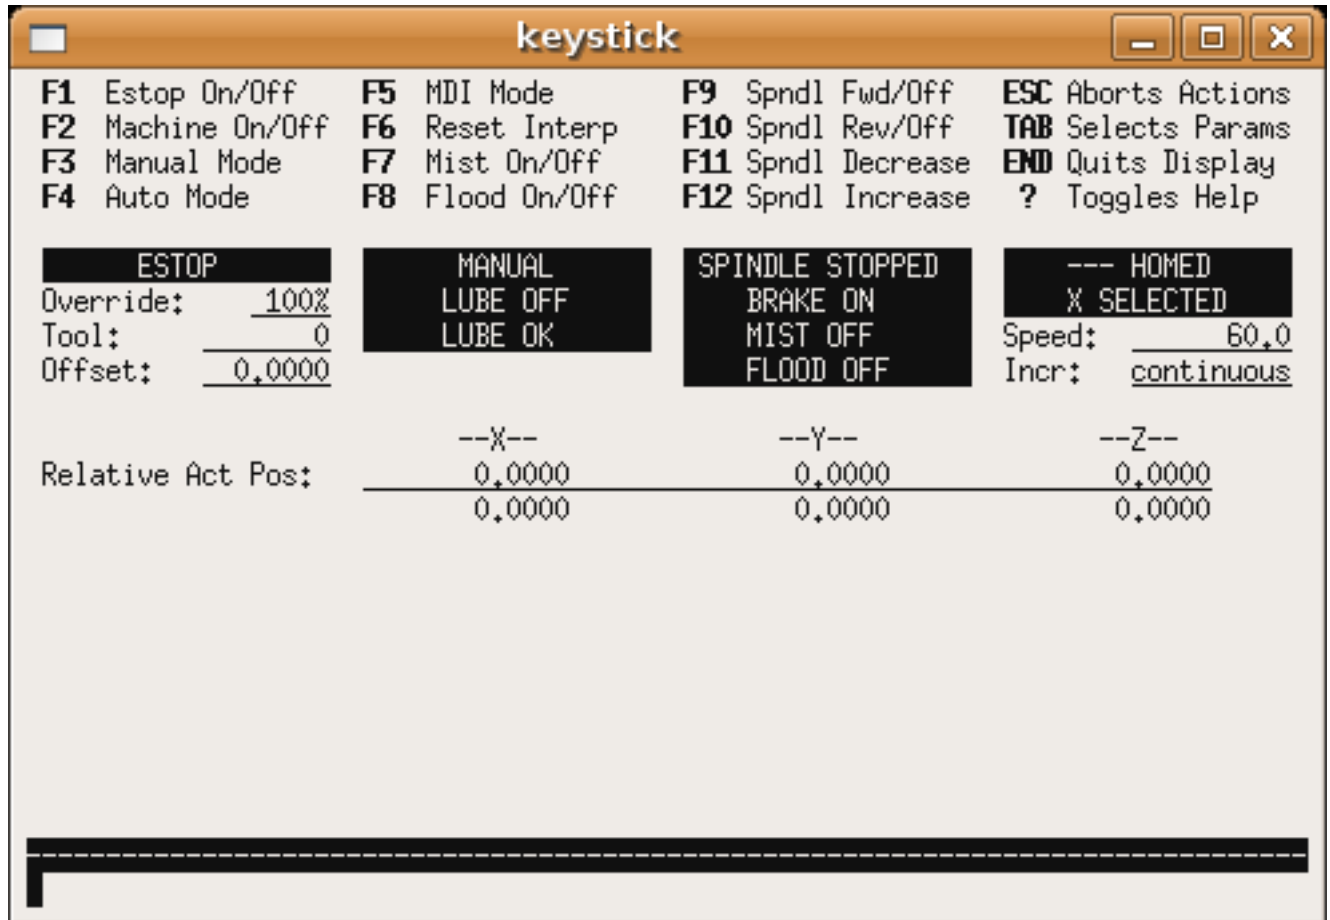 keystick
F1 Estop On/Off F5 MDI Mode F9 Spndl Fwd/Off ESC Aborts Actions
F2 Machine On/Off F6 Reset Interp F10 Spndl Rev/Off TAB Selects Params
F3 Manual Mode F7 Mist On/Off F11 Spndl Decrease END Quits Display
F4 Auto Mode F8 Flood On/Off F12 Spndl Increase ? Toggles Help
ESTOP MANUAL SPINDLE STOPPED --- HOMED
Override: 100% LUBE OFF BRAKE ON X SELECTED
Tool: 0 LUBE OK MIST OFF Speed: 60.0
Offset: 0.0000 FLOOD OFF Incr: continuous
--X-- --Y-- --Z--
Relative Act Pos: 0.0000 0.0000 0.0000
0.0000 0.0000 0.0000
--------------------------------------------------------------------------------